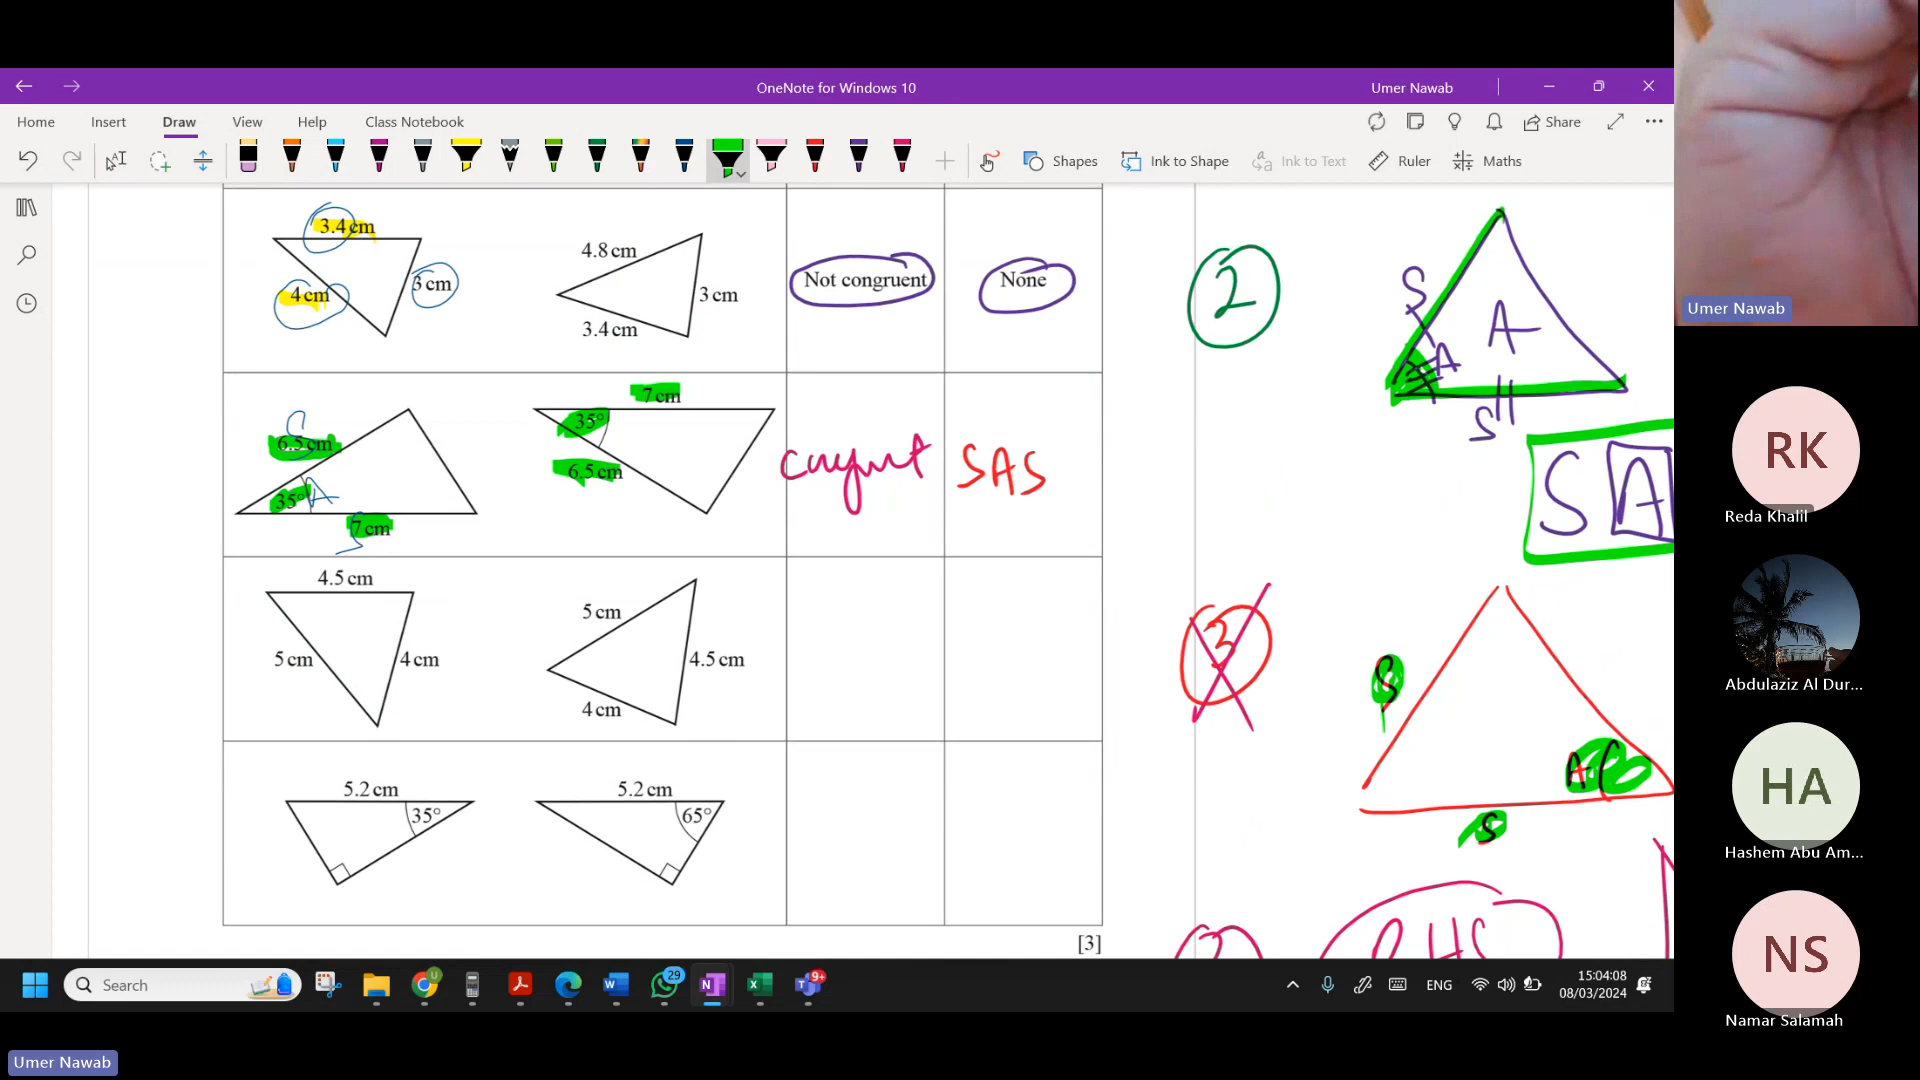 OneNote for Windows 10
Umer Nawab
Home Insert Draw View Help Class Notebook
Share
Shapes Ink to Shape Ink to Text Ruler Maths
3.4 cm
4 cm
3 cm
4.8 cm
3 cm
3.4 cm
Not congruent
None
6.5 cm
S
35°
A
7 cm
S
7 cm
35°
6.5 cm
SAS
4.5 cm
5 cm
4 cm
5 cm
4.5 cm
4 cm
5.2 cm
35°
5.2 cm
65°
[3]
2
S
A
A
S
S A
3
S
A
S
RHS
Umer Nawab
RK
Reda Khalil
Abdulaziz Al Dur...
HA
Hashem Abu Am...
NS
Namar Salamah
Search
29
9+
ENG
15:04:08
08/03/2024
Umer Nawab